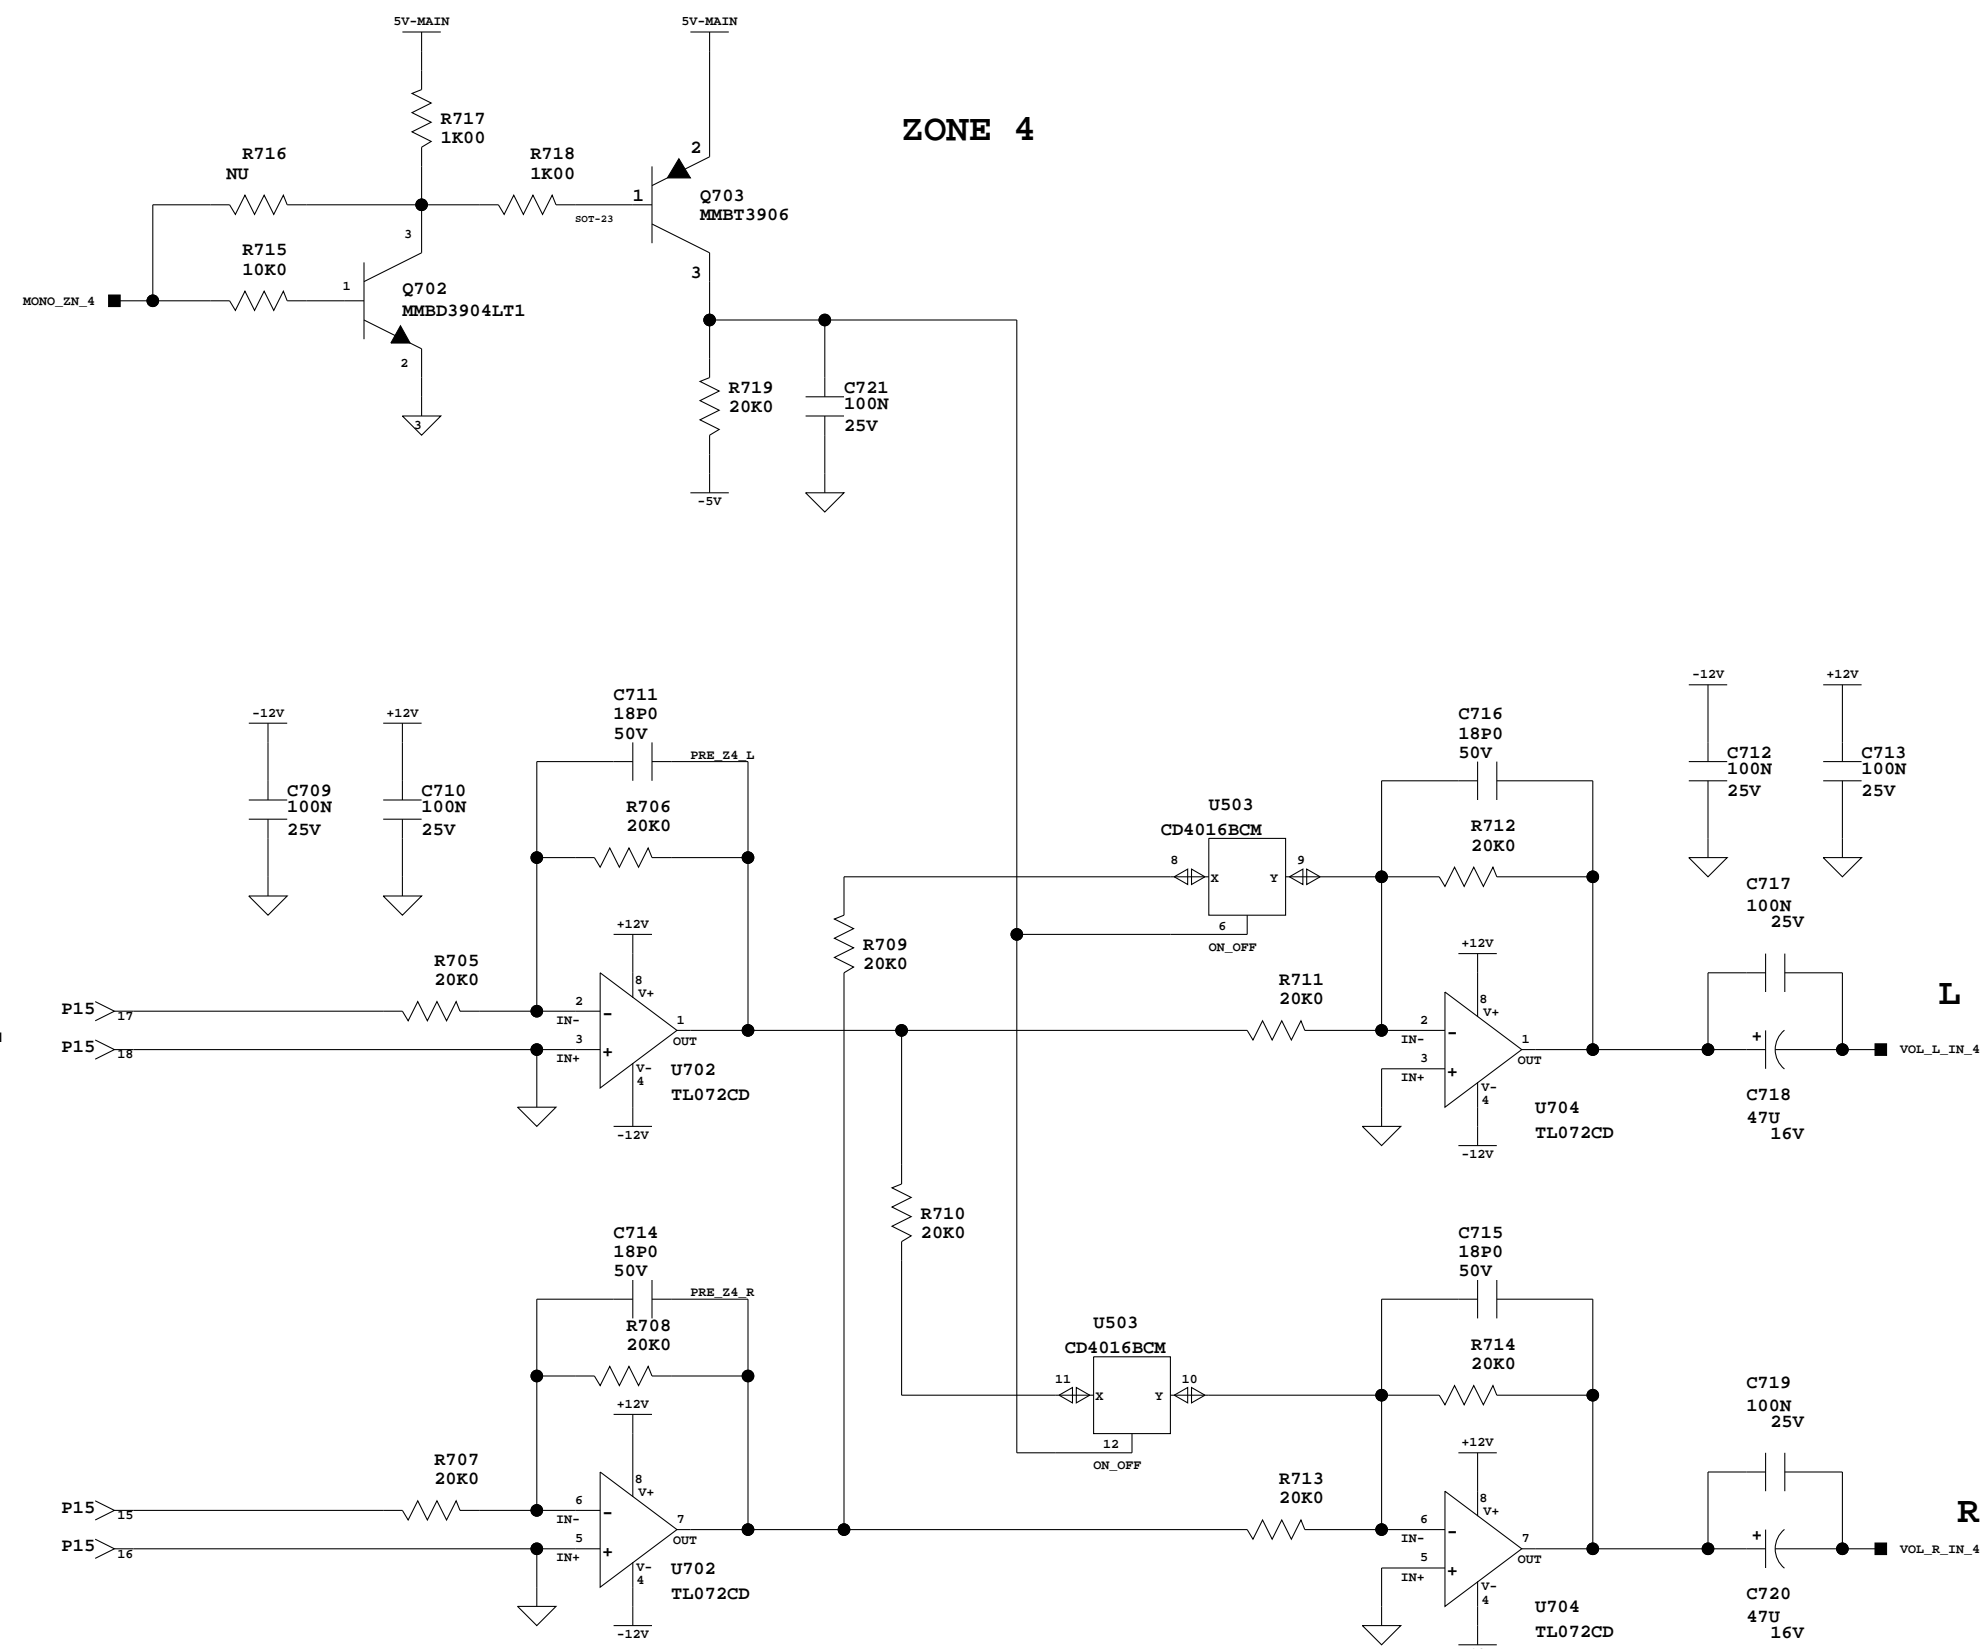 5V-MAIN
5V-MAIN
ZONE 4
R717
1K00
R716
NU
R718
1K00
2
1
SOT-23
Q703
MMBT3906
3
R715
10K0
3
MONO_ZN_4
1
Q702
MMBD3904LT1
2
3
R719
20K0
C721
100N
25V
-5V
-12V
+12V
C709
100N
25V
C710
100N
25V
C711
18P0
50V
PRE_Z4_L
R706
20K0
+12V
8
V+
R705
20K0
P15
17
P15
18
2
IN-
3
IN+
-
+
1
OUT
V-
4
U702
TL072CD
-12V
R709
20K0
U503
CD4016BCM
8
X
Y
9
6
ON_OFF
C716
18P0
50V
R712
20K0
R711
20K0
+12V
8
V+
2
IN-
3
IN+
-
+
1
OUT
V-
4
U704
TL072CD
-12V
-12V
+12V
C712
100N
25V
C713
100N
25V
C717
100N
25V
L
+
VOL_L_IN_4
C718
47U
16V
R710
20K0
C714
18P0
50V
PRE_Z4_R
R708
20K0
+12V
8
V+
R707
20K0
P15
15
P15
16
6
IN-
5
IN+
-
+
7
OUT
V-
4
U702
TL072CD
-12V
U503
CD4016BCM
11
X
Y
10
12
ON_OFF
C715
18P0
50V
R714
20K0
R713
20K0
+12V
8
V+
6
IN-
5
IN+
-
+
7
OUT
V-
4
U704
TL072CD
C719
100N
25V
R
+
VOL_R_IN_4
C720
47U
16V